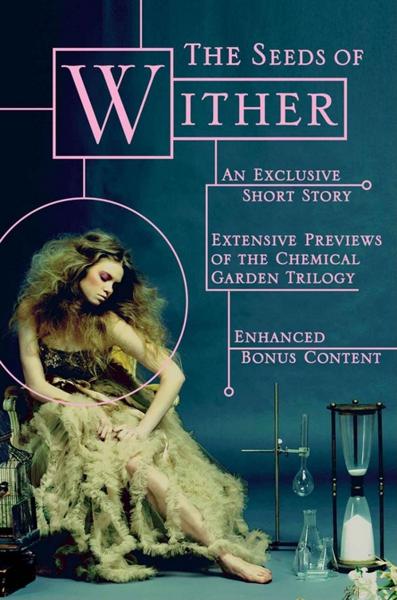 The Seeds of
Wither
An Exclusive
Short Story
Extensive Previews
of the Chemical
Garden Trilogy
Enhanced
Bonus Content